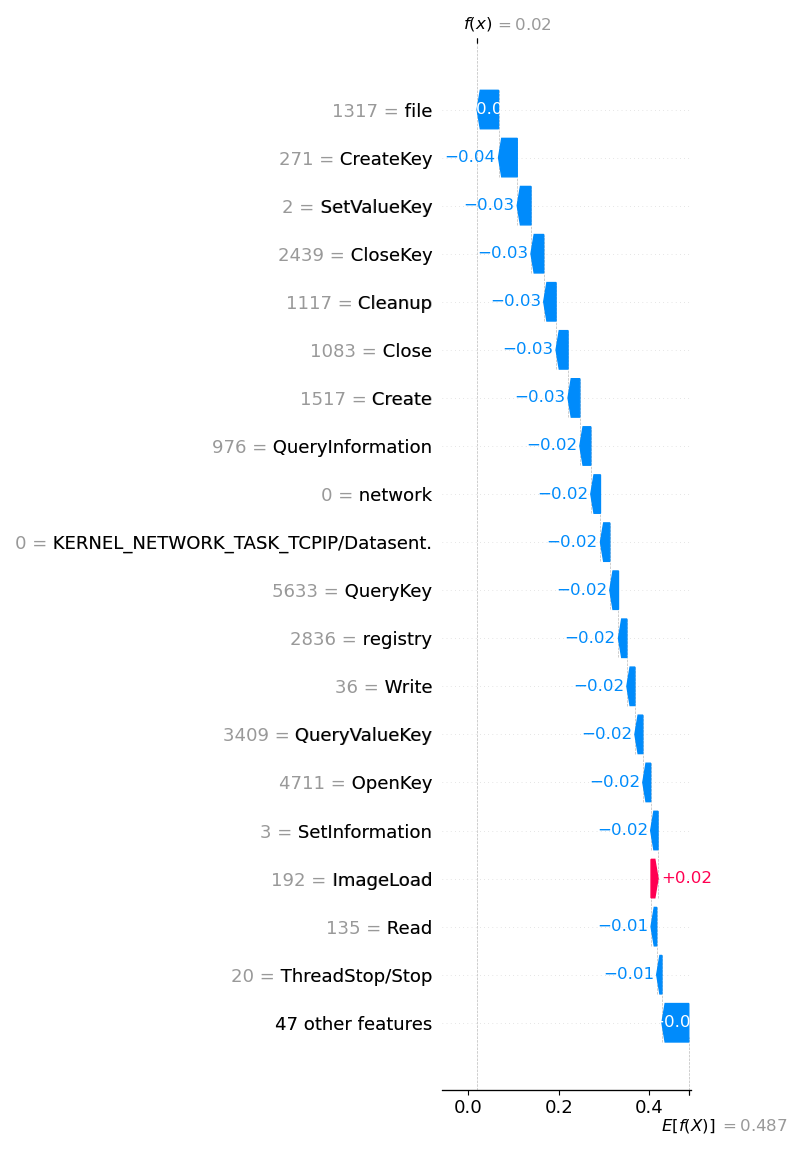 f(x) = 0.02
1317 = file
271 = CreateKey −0.04
2 = SetValueKey −0.03
2439 = CloseKey −0.03
1117 = Cleanup −0.03
1083 = Close −0.03
1517 = Create −0.03
976 = QueryInformation −0.02
0 = network −0.02
0 = KERNEL_NETWORK_TASK_TCPIP/Datasent. −0.02
5633 = QueryKey −0.02
2836 = registry −0.02
36 = Write −0.02
3409 = QueryValueKey −0.02
4711 = OpenKey −0.02
3 = SetInformation −0.02
192 = ImageLoad +0.02
135 = Read −0.01
20 = ThreadStop/Stop −0.01
47 other features
0.0 0.2 0.4
E[f(X)] = 0.487